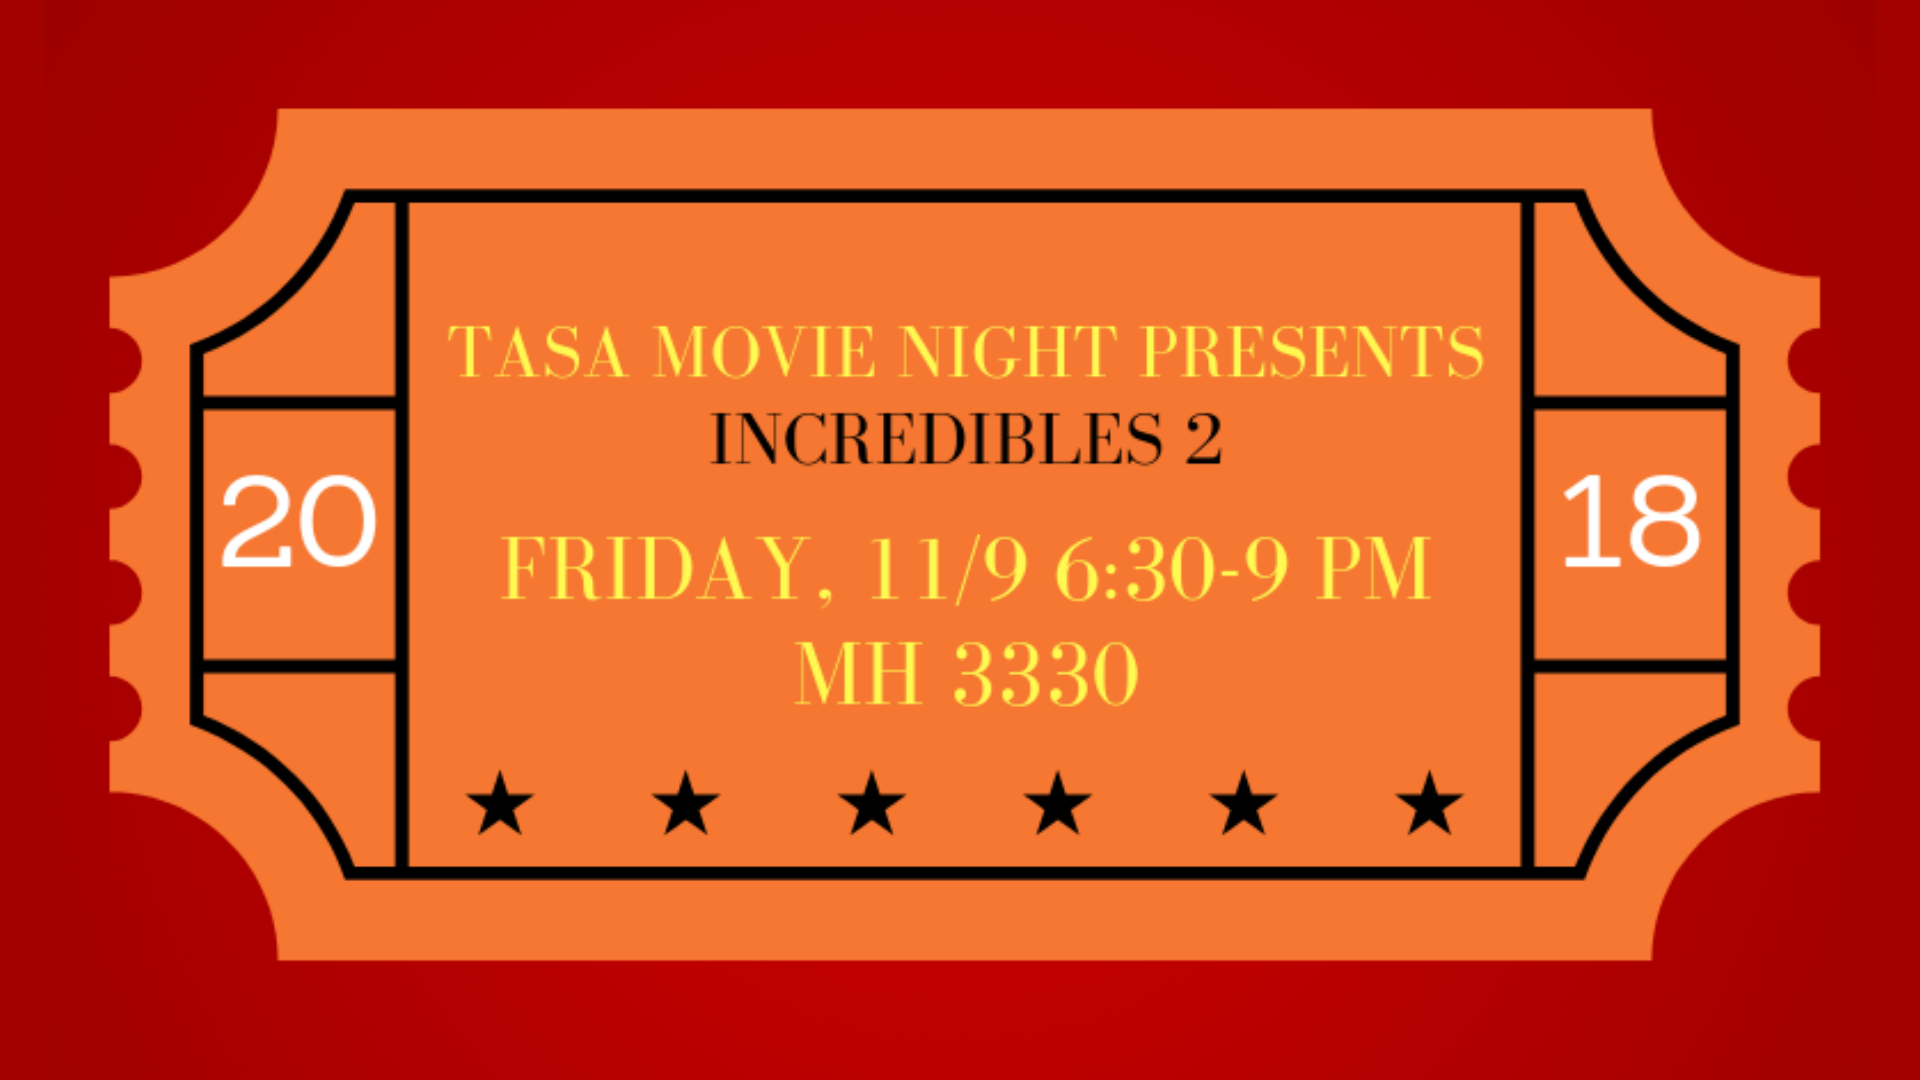 TASA MOVIE NIGHT PRESENTS
INCREDIBLES 2
20
FRIDAY, 11/9 6:30-9 PM
18
MH 3330